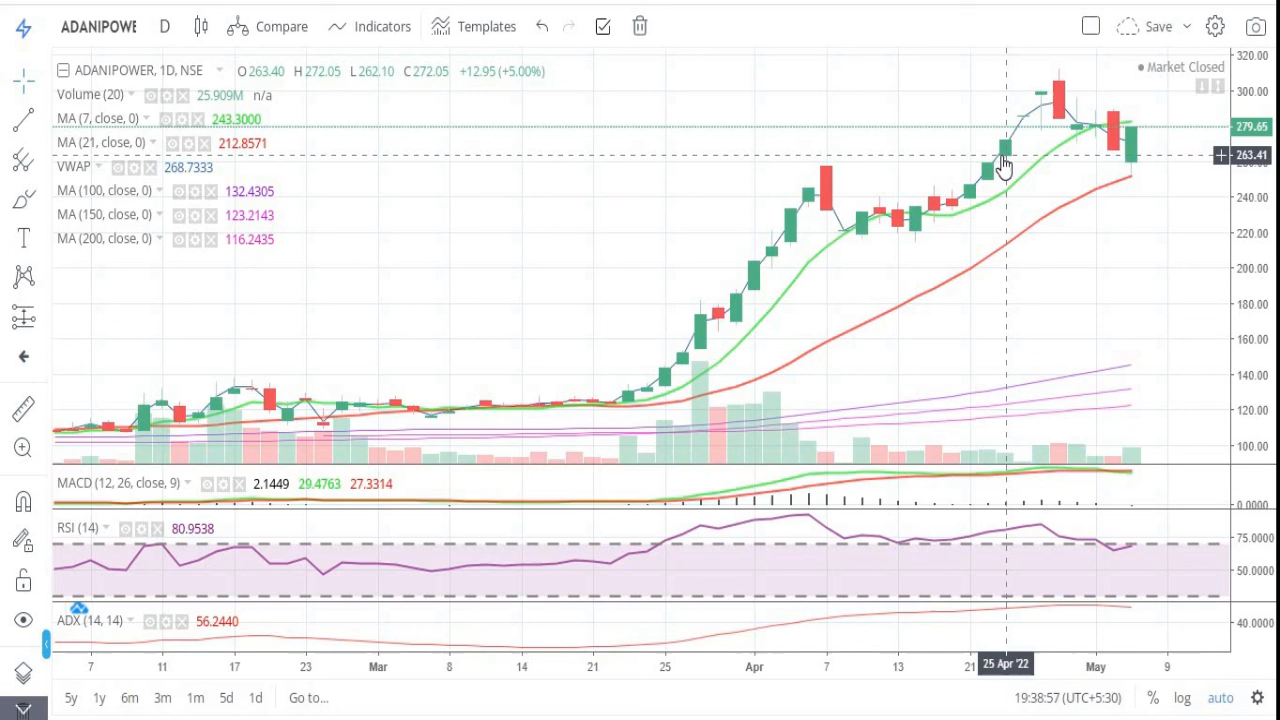 ADANIPOWE D Compare Indicators Templates Save
ADANIPOWER, 1D, NSE O263.40 H272.05 L262.10 C272.05 +12.95 (+5.00%)
Market Closed
Volume (20) 25.909M n/a
MA (7, close, 0) 243.3000
MA (21, close, 0) 212.8571
VWAP 268.7333
MA (100, close, 0) 132.4305
MA (150, close, 0) 123.2143
MA (200, close, 0) 116.2435
320.00
300.00
279.65
263.41
240.00
220.00
200.00
180.00
160.00
140.00
120.00
100.00
MACD (12, 26, close, 9) 2.1449 29.4763 27.3314
0.0000
RSI (14) 80.9538
75.0000
50.0000
ADX (14, 14) 56.2440
40.0000
7 11 17 23 Mar 8 14 21 25 Apr 7 13 21 25 Apr '22 May 9
5y 1y 6m 3m 1m 5d 1d Go to... 19:38:57 (UTC+5:30) % log auto